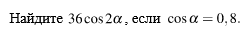 Найдите 36cos2α, если cosα = 0,8.